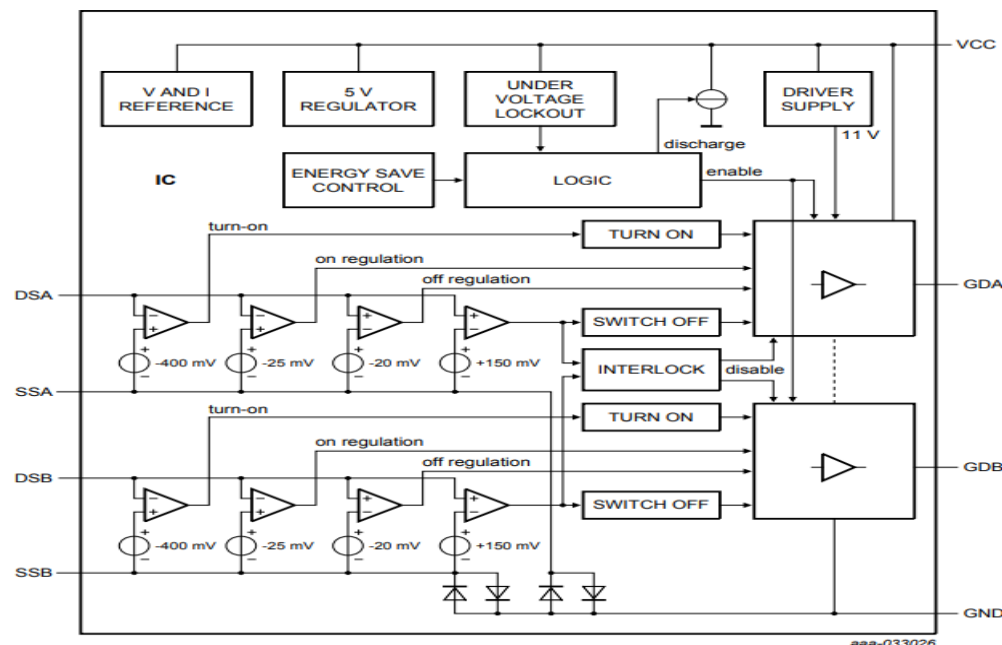 VCC
V AND I
REFERENCE
5 V
REGULATOR
UNDER
VOLTAGE
LOCKOUT
DRIVER
SUPPLY
11 V
discharge
IC
ENERGY SAVE
CONTROL
LOGIC
enable
turn-on
TURN ON
on regulation
off regulation
DSA
GDA
- + - + + - + -
SWITCH OFF
+ -400 mV -
+ -25 mV -
+ -20 mV -
+ +150 mV -
INTERLOCK
disable
SSA
turn-on
TURN ON
on regulation
off regulation
DSB
GDB
- + - + + - + -
SWITCH OFF
+ -400 mV -
+ -25 mV -
+ -20 mV -
+ +150 mV -
SSB
GND
aaa-033026